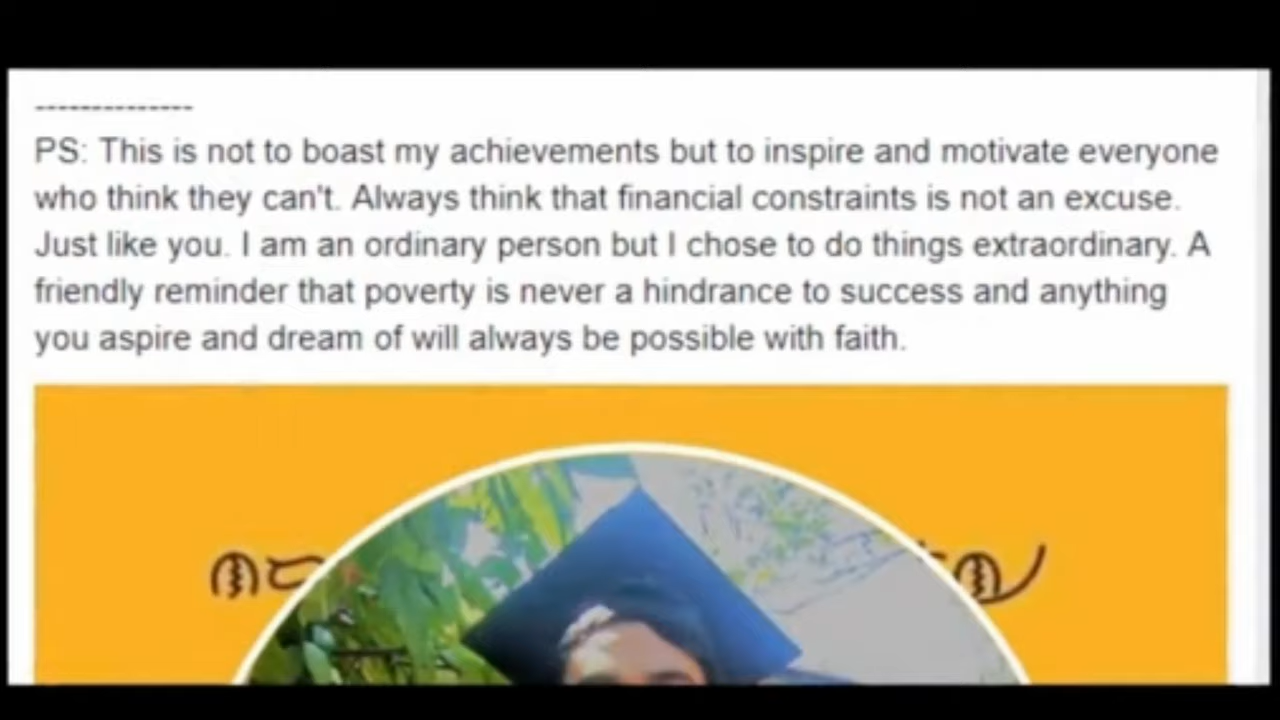 --------------
PS: This is not to boast my achievements but to inspire and motivate everyone
who think they can't. Always think that financial constraints is not an excuse.
Just like you. I am an ordinary person but I chose to do things extraordinary. A
friendly reminder that poverty is never a hindrance to success and anything
you aspire and dream of will always be possible with faith.